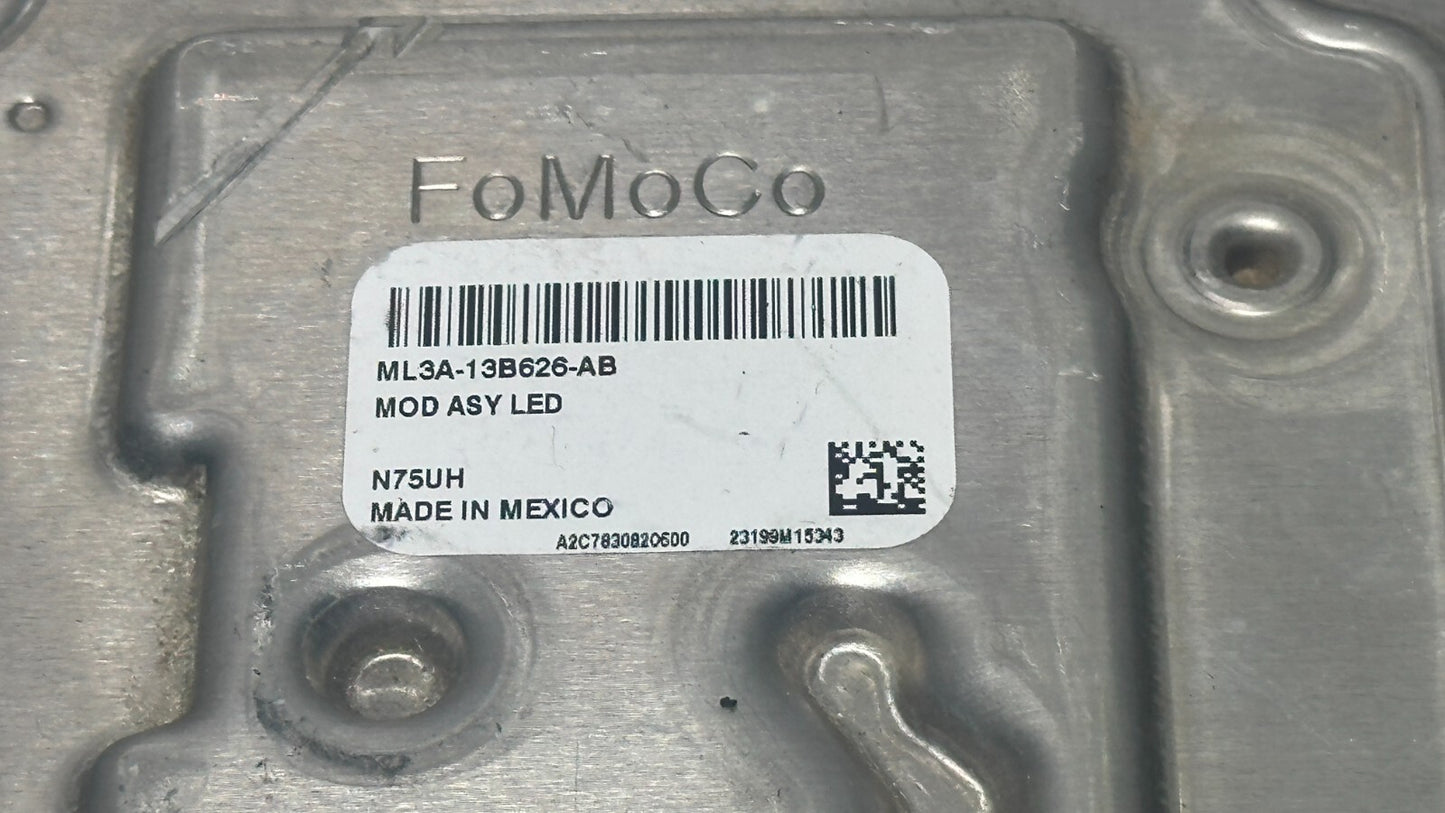 FoMoCo
ML3A-13B626-AB
MOD ASY LED
N75UH
MADE IN MEXICO
A2C7830820600 23199M15343